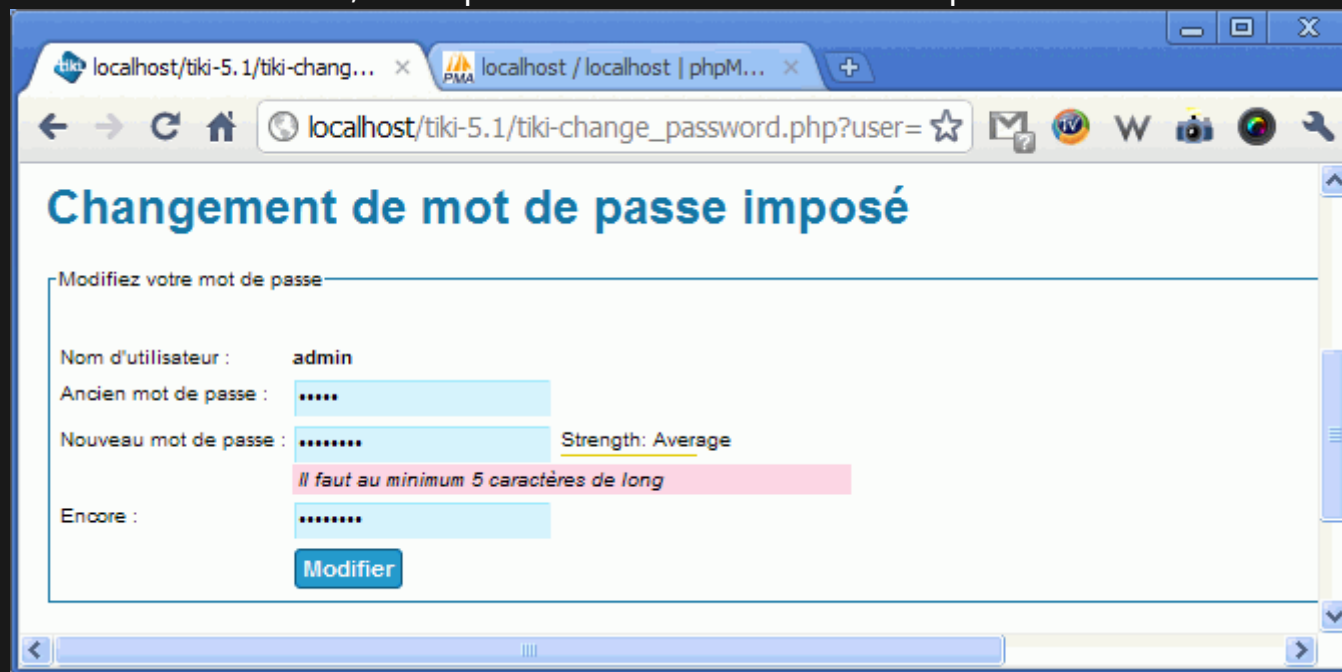 localhost/tiki-5.1/tiki-chang...
PMA localhost / localhost | phpM...
localhost/tiki-5.1/tiki-change_password.php?user=
Changement de mot de passe imposé
Modifiez votre mot de passe
Nom d'utilisateur : admin
Ancien mot de passe : •••••
Nouveau mot de passe : •••••••• Strength: Average
Il faut au minimum 5 caractères de long
Encore : ••••••••
Modifier